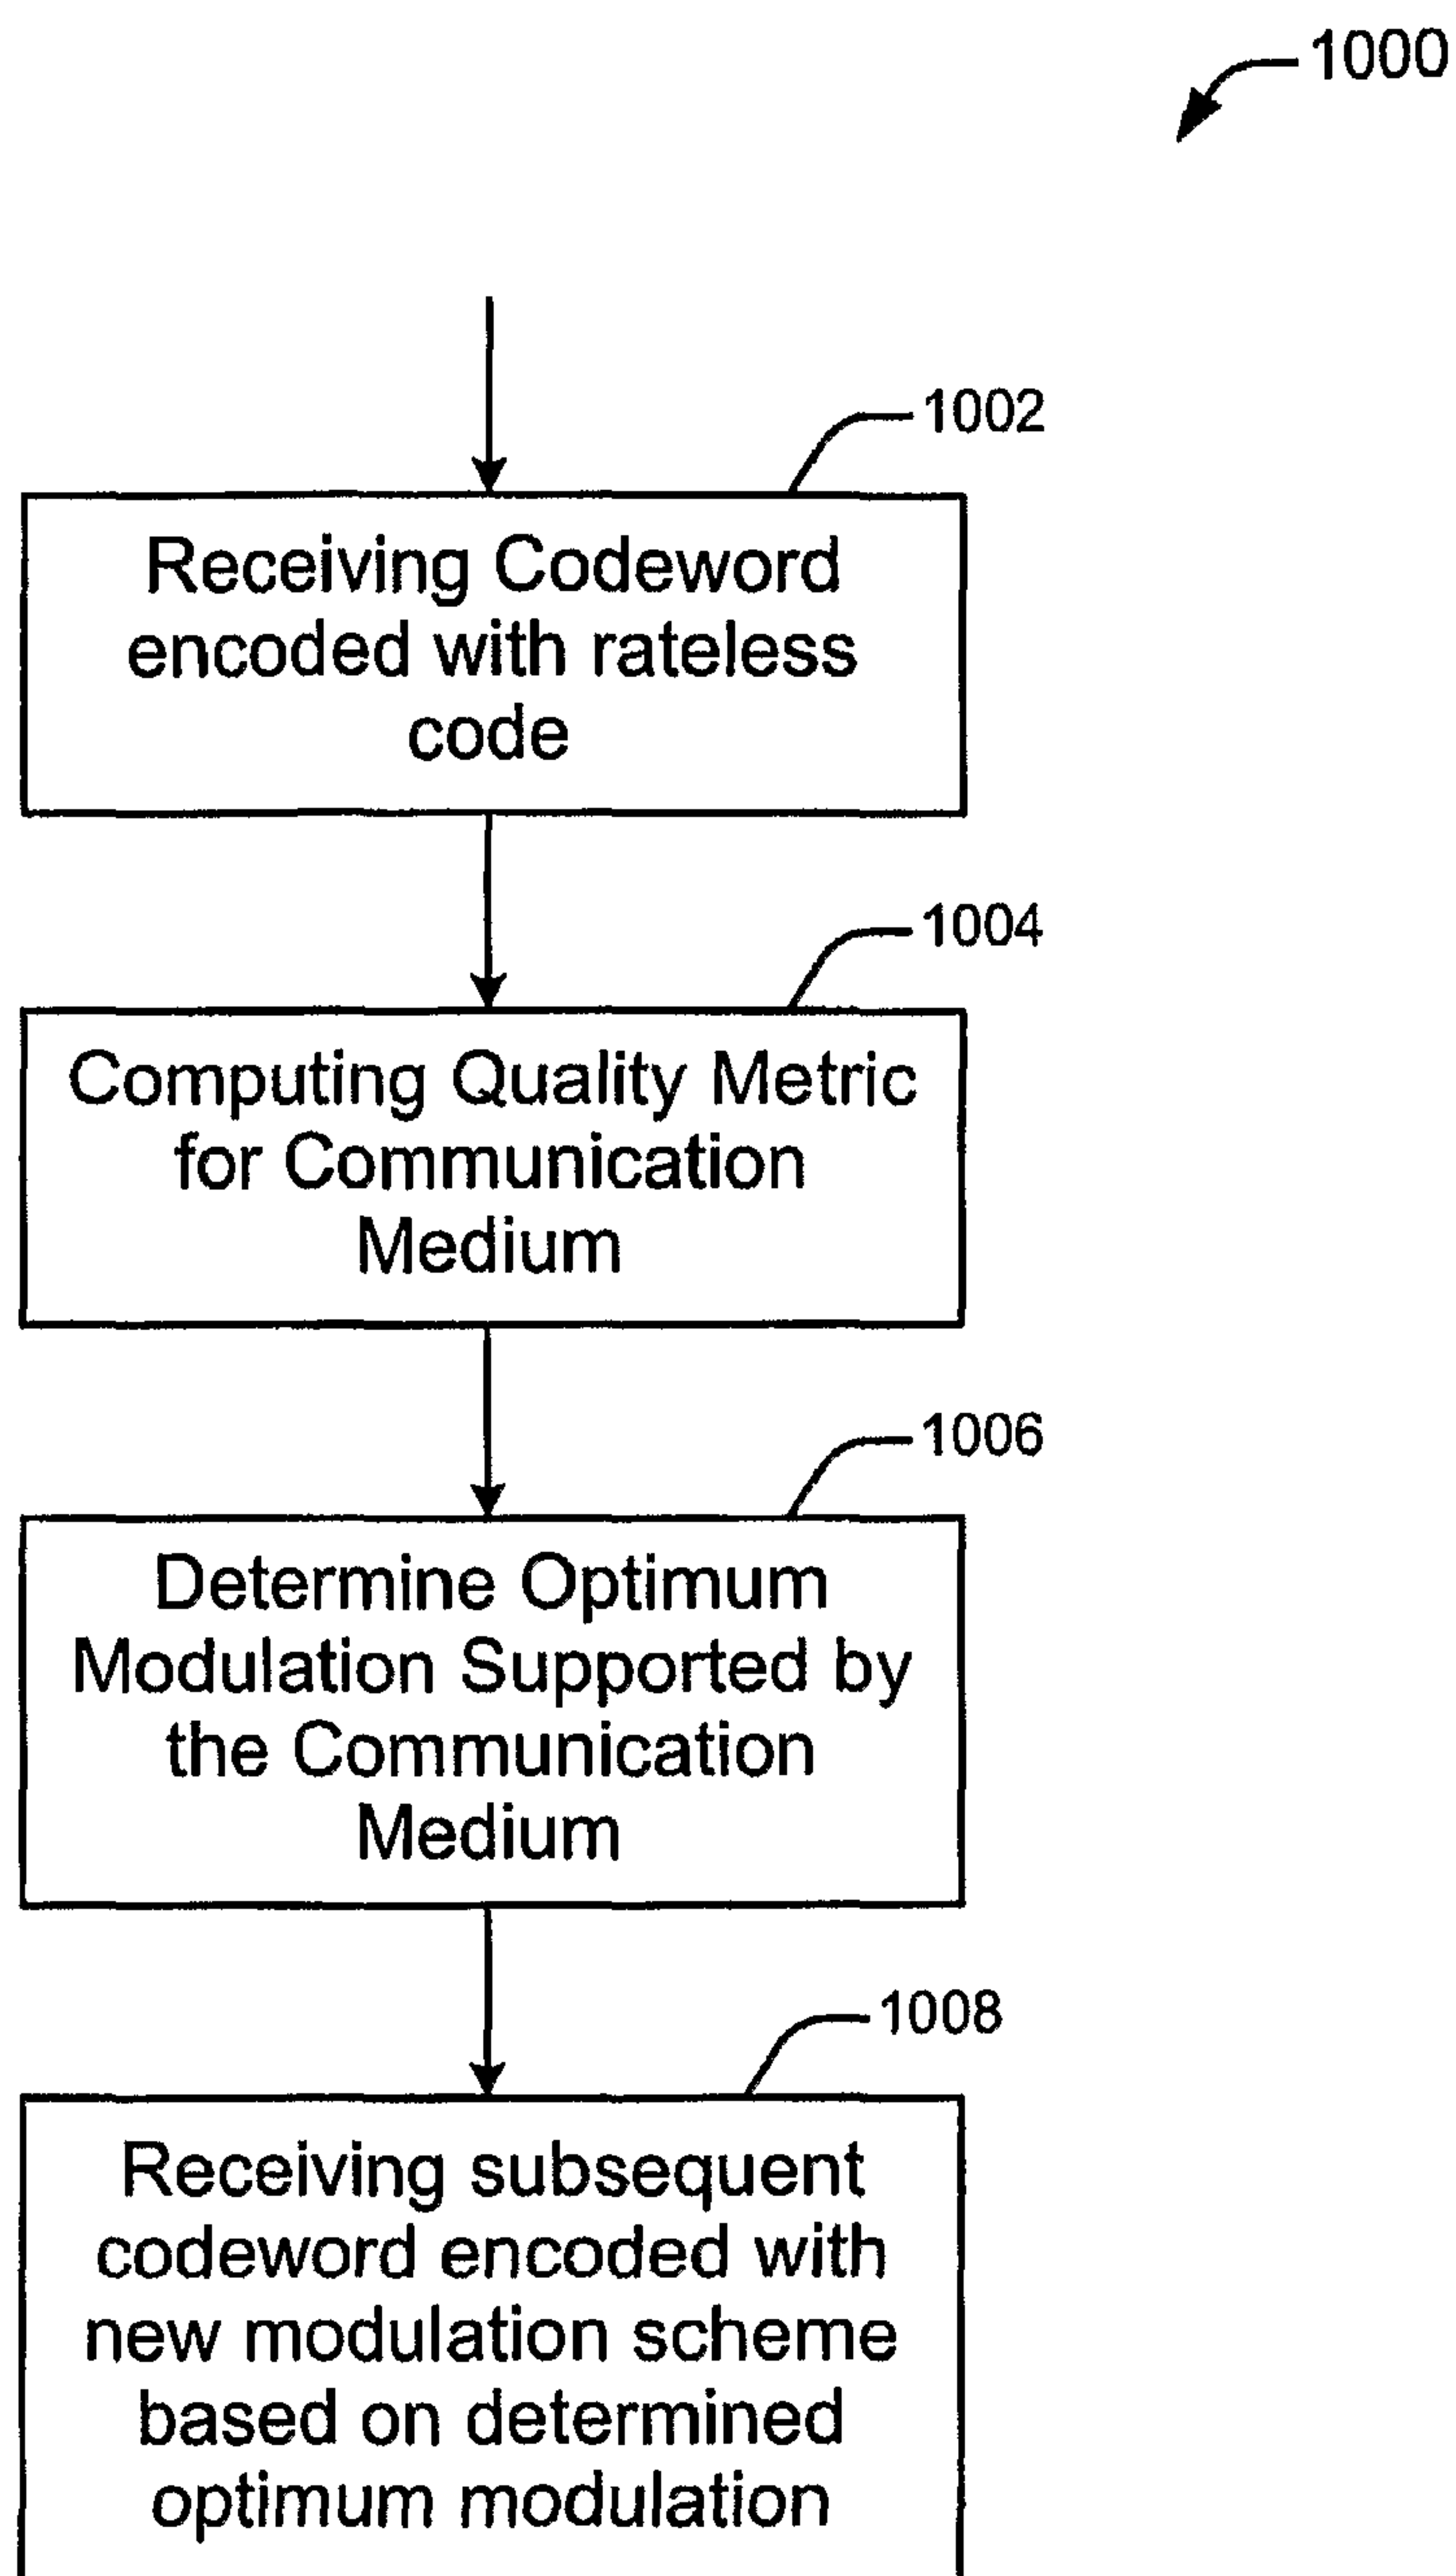 1000
1002
Receiving Codeword
encoded with rateless
code
1004
Computing Quality Metric
for Communication
Medium
1006
Determine Optimum
Modulation Supported by
the Communication
Medium
1008
Receiving subsequent
codeword encoded with
new modulation scheme
based on determined
optimum modulation